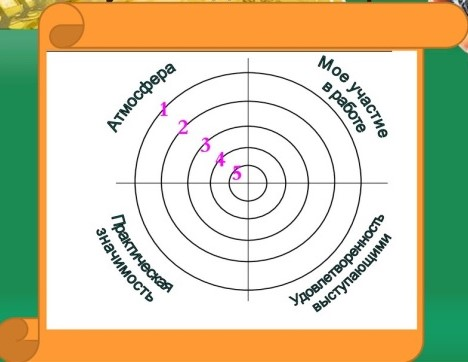 Атмосфера
Мое участие
в работе
1
2
3
4
5
Практическая
значимость
Удовлетворенность
выступающими